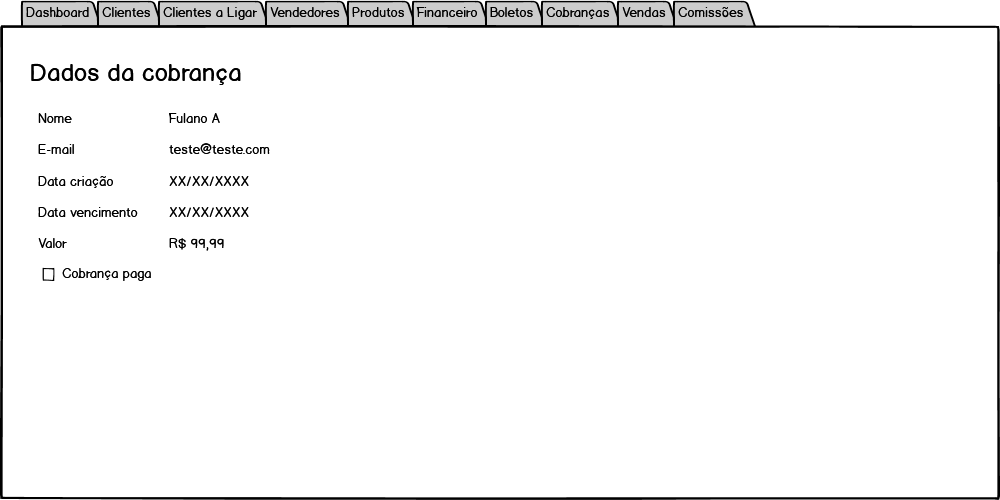 Dashboard Clientes Clientes a Ligar Vendedores Produtos Financeiro Boletos Cobranças Vendas Comissões
Dados da cobrança
Nome Fulano A
E-mail teste@teste.com
Data criação XX/XX/XXXX
Data vencimento XX/XX/XXXX
Valor R$ 99,99
Cobrança paga